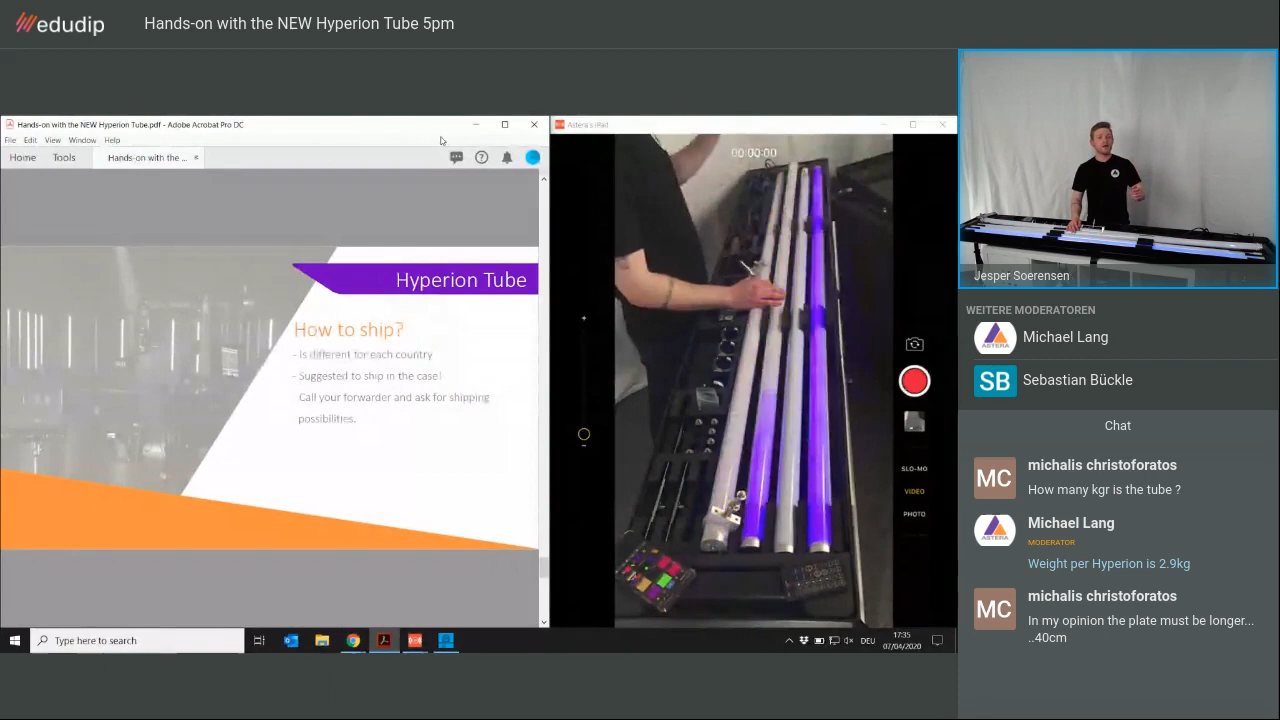 edudip
Hands-on with the NEW Hyperion Tube 5pm
Hands-on with the NEW Hyperion Tube.pdf - Adobe Acrobat Pro DC
File Edit View Window Help
Home Tools Hands-on with the ... ×
Hyperion Tube
How to ship?
- Is different for each country
- Suggested to ship in the case!
Call your forwarder and ask for shipping
possibilities.
Astera's iPad
00:00:00
SLO-MO
VIDEO
PHOTO
Type here to search
DEU
17:35
07/04/2020
Jesper Soerensen
WEITERE MODERATOREN
ASTERA
Michael Lang
SB
Sebastian Bückle
Chat
MC
michalis christoforatos
How many kgr is the tube ?
ASTERA
Michael Lang
MODERATOR
Weight per Hyperion is 2.9kg
MC
michalis christoforatos
In my opinion the plate must be longer...
..40cm